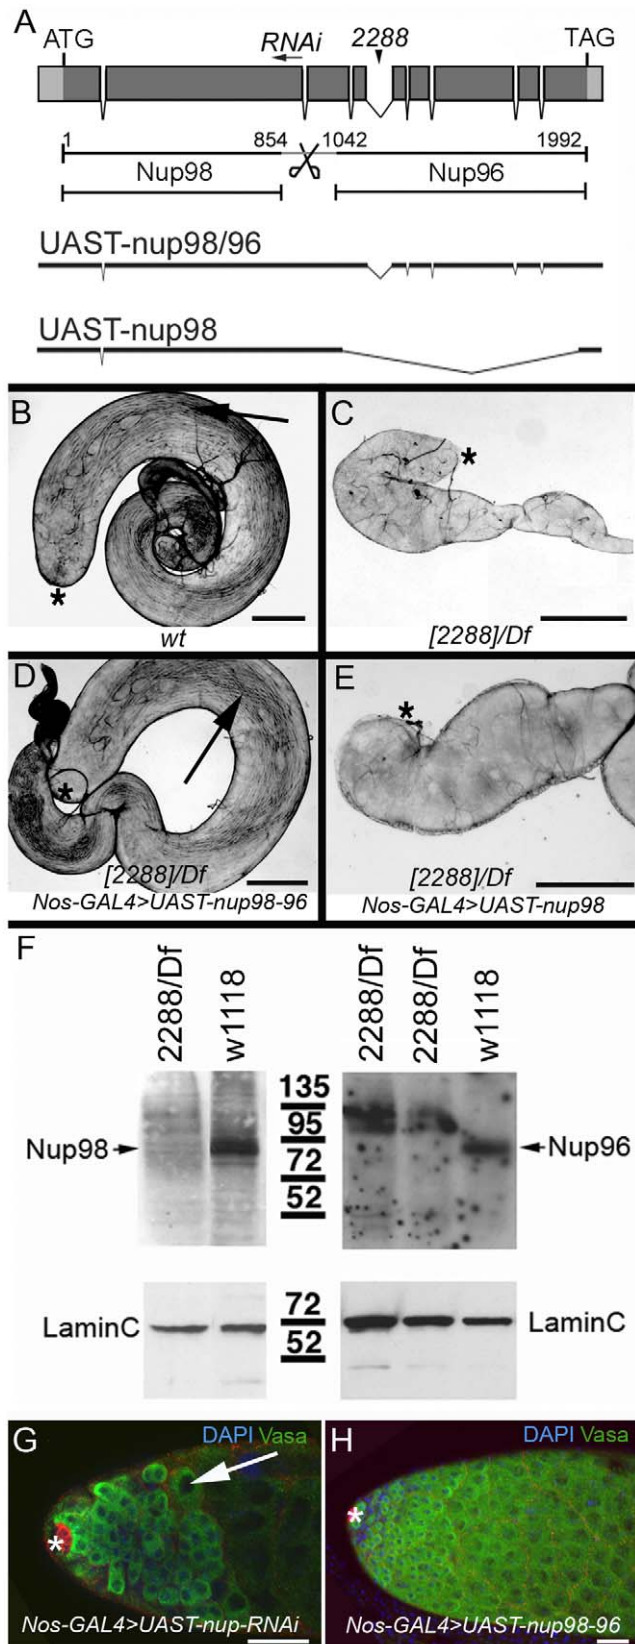 A
ATG RNAi 2288 TAG
1 854 1042 1992
Nup98 Nup96
UAST-nup98/96
UAST-nup98
B
*
wt
C
*
[2288]/Df
D
*
[2288]/Df
Nos-GAL4>UAST-nup98-96
E
*
[2288]/Df
Nos-GAL4>UAST-nup98
F
2288/Df w1118 2288/Df 2288/Df w1118
135
95
72
52
Nup98 Nup96
72
52
LaminC LaminC
G
DAPI Vasa
*
Nos-GAL4>UAST-nup-RNAi
H
DAPI Vasa
*
Nos-GAL4>UAST-nup98-96